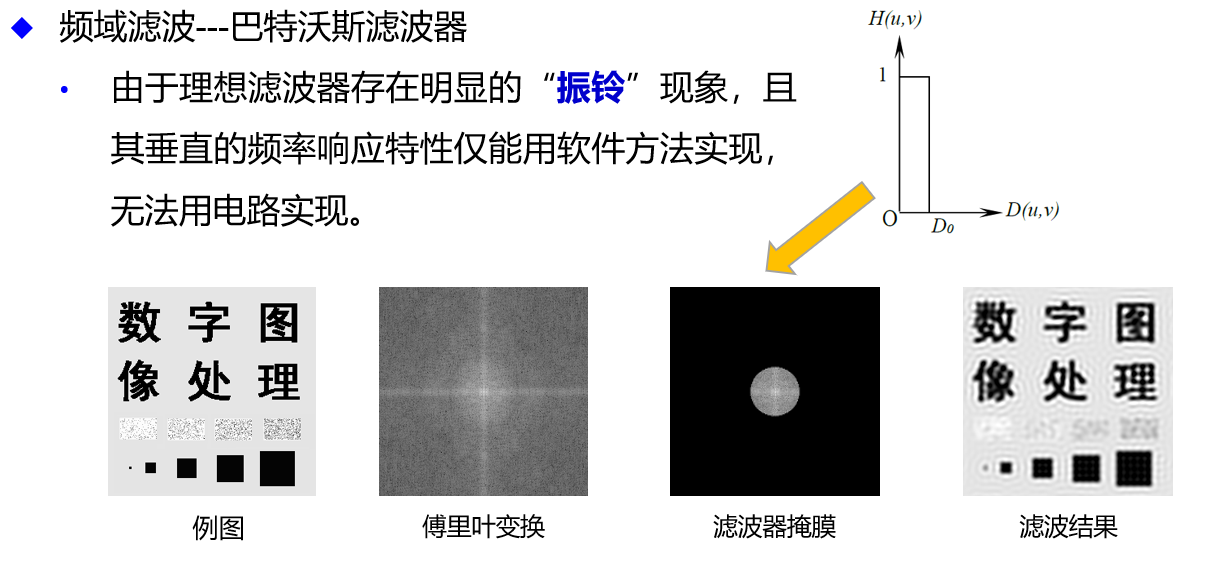 频域滤波---巴特沃斯滤波器
由于理想滤波器存在明显的“振铃”现象，且
其垂直的频率响应特性仅能用软件方法实现，
无法用电路实现。
H(u,v)
1
O
D₀
D(u,v)
数 字 图
像 处 理
数 字 图
像 处 理
例图
傅里叶变换
滤波器掩膜
滤波结果